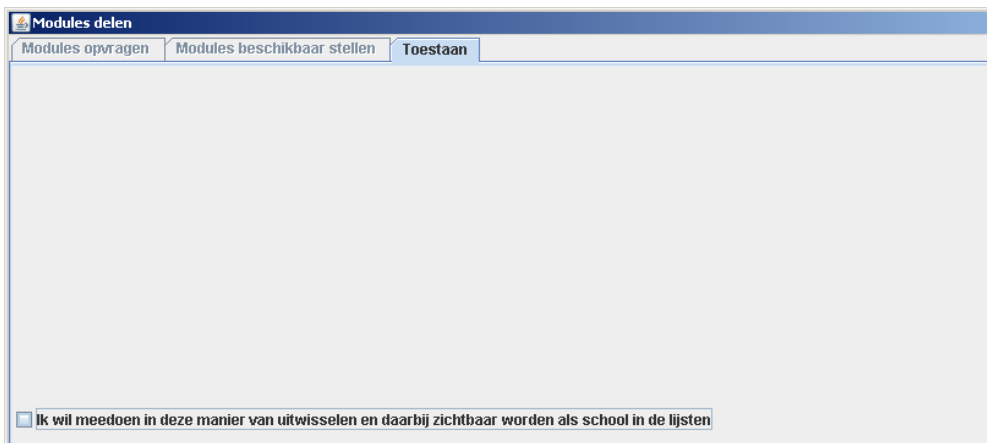 Modules delen
Modules opvragen Modules beschikbaar stellen Toestaan
Ik wil meedoen in deze manier van uitwisselen en daarbij zichtbaar worden als school in de lijsten